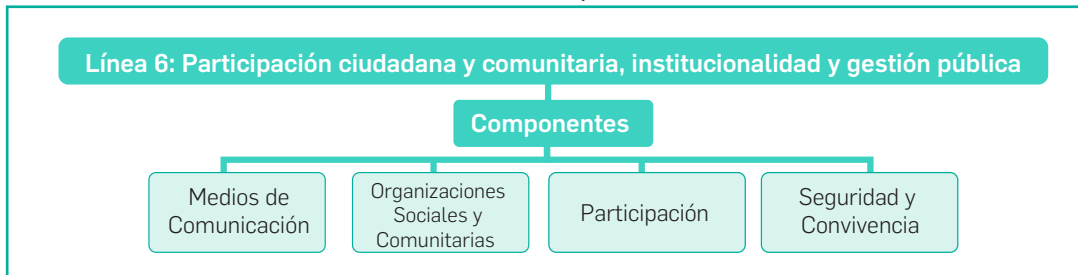 Línea 6: Participación ciudadana y comunitaria, institucionalidad y gestión pública
Componentes
Medios de
Comunicación
Organizaciones
Sociales y
Comunitarias
Participación
Seguridad y
Convivencia